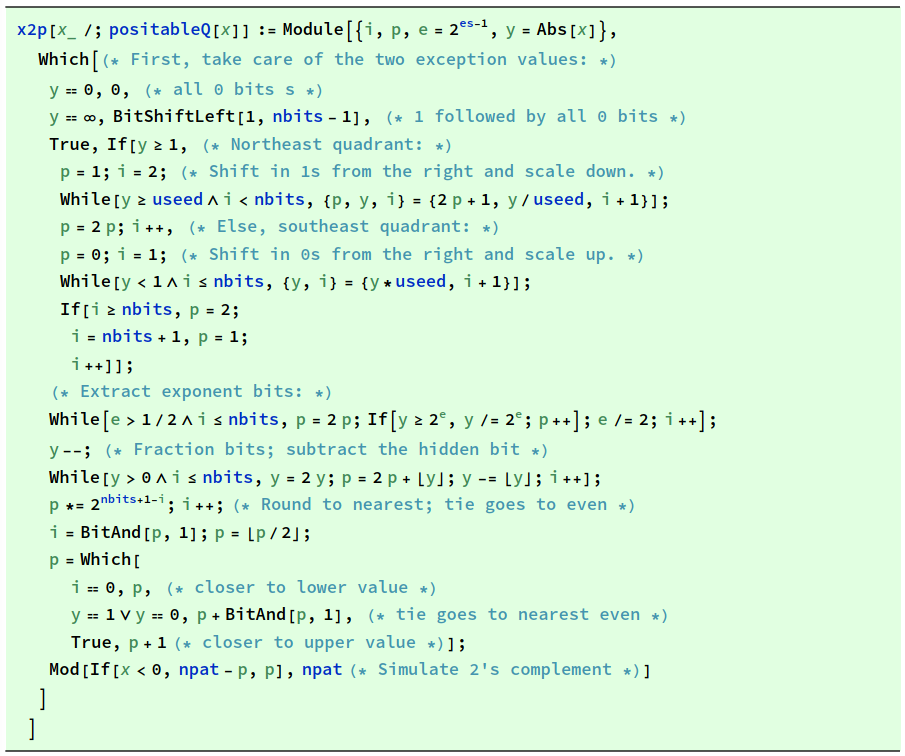 x2p[x_ /; positableQ[x]] := Module[{i, p, e = 2^(es-1), y = Abs[x]},
Which[(* First, take care of the two exception values: *)
y == 0, 0, (* all 0 bits s *)
y == ∞, BitShiftLeft[1, nbits - 1], (* 1 followed by all 0 bits *)
True, If[y ≥ 1, (* Northeast quadrant: *)
p = 1; i = 2; (* Shift in 1s from the right and scale down. *)
While[y ≥ useed ∧ i < nbits, {p, y, i} = {2 p + 1, y / useed, i + 1}];
p = 2 p; i ++, (* Else, southeast quadrant: *)
p = 0; i = 1; (* Shift in 0s from the right and scale up. *)
While[y < 1 ∧ i ≤ nbits, {y, i} = {y * useed, i + 1}];
If[i ≥ nbits, p = 2;
i = nbits + 1, p = 1;
i ++]];
(* Extract exponent bits: *)
While[e > 1 / 2 ∧ i ≤ nbits, p = 2 p; If[y ≥ 2^e, y /= 2^e; p ++]; e /= 2; i ++];
y --; (* Fraction bits; subtract the hidden bit *)
While[y > 0 ∧ i ≤ nbits, y = 2 y; p = 2 p + ⌊y⌋; y -= ⌊y⌋; i ++];
p *= 2^(nbits+1-i); i ++; (* Round to nearest; tie goes to even *)
i = BitAnd[p, 1]; p = ⌊p / 2⌋;
p = Which[
i == 0, p, (* closer to lower value *)
y == 1 ∨ y == 0, p + BitAnd[p, 1], (* tie goes to nearest even *)
True, p + 1 (* closer to upper value *)];
Mod[If[x < 0, npat - p, p], npat (* Simulate 2's complement *)]
]
]